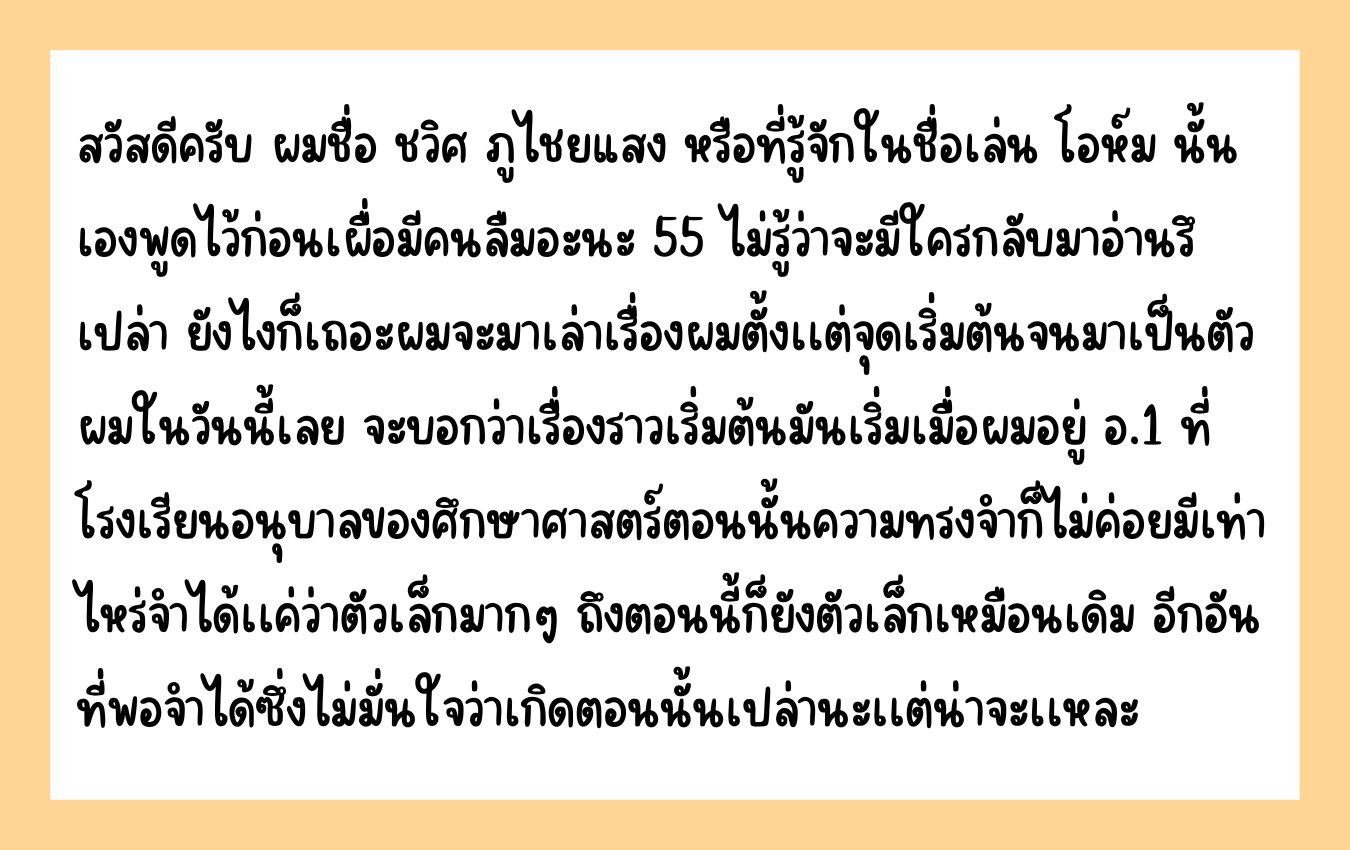 สวัสดีครับ ผมชื่อ ชวิศ ภูไชยแสง หรือที่รู้จักในชื่อเล่น โอห์ม นั้น
เองพูดไว้ก่อนเผื่อมีคนลืมอะนะ 55 ไม่รู้ว่าจะมีใครกลับมาอ่านรึ
เปล่า ยังไงก็เถอะผมจะมาเล่าเรื่องผมตั้งแต่จุดเริ่มต้นจนมาเป็นตัว
ผมในวันนี้เลย จะบอกว่าเรื่องราวเริ่มต้นมันเริ่มเมื่อผมอยู่ อ.1 ที่
โรงเรียนอนุบาลของศึกษาศาสตร์ตอนนั้นความทรงจำก็ไม่ค่อยมีเท่า
ไหร่จำได้แค่ว่าตัวเล็กมากๆ ถึงตอนนี้ก็ยังตัวเล็กเหมือนเดิม อีกอัน
ที่พอจำได้ซึ่งไม่มั่นใจว่าเกิดตอนนั้นเปล่านะแต่น่าจะแหละ